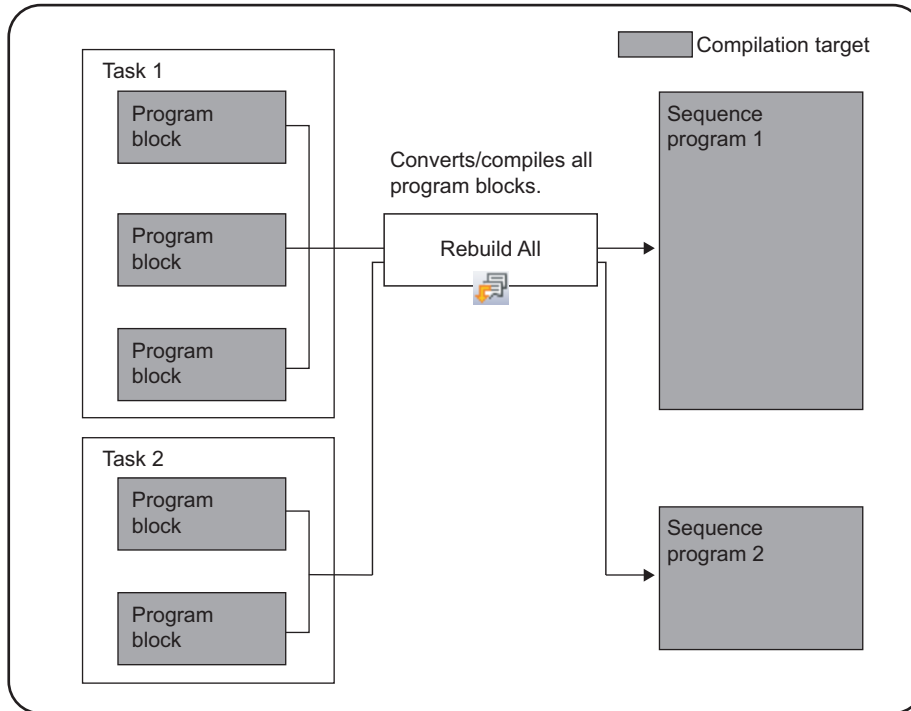 Compilation target
Task 1
Program
block
Program
block
Program
block
Converts/compiles all
program blocks.
Rebuild All
Sequence
program 1
Task 2
Program
block
Program
block
Sequence
program 2